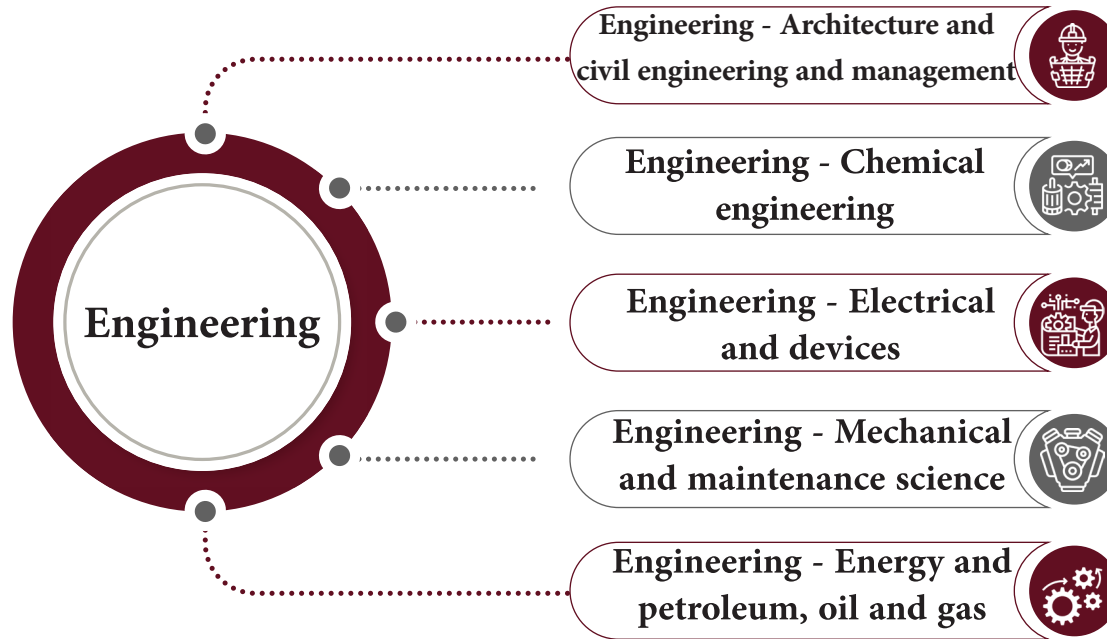 Engineering
Engineering - Architecture and
civil engineering and management
Engineering - Chemical
engineering
Engineering - Electrical
and devices
Engineering - Mechanical
and maintenance science
Engineering - Energy and
petroleum, oil and gas